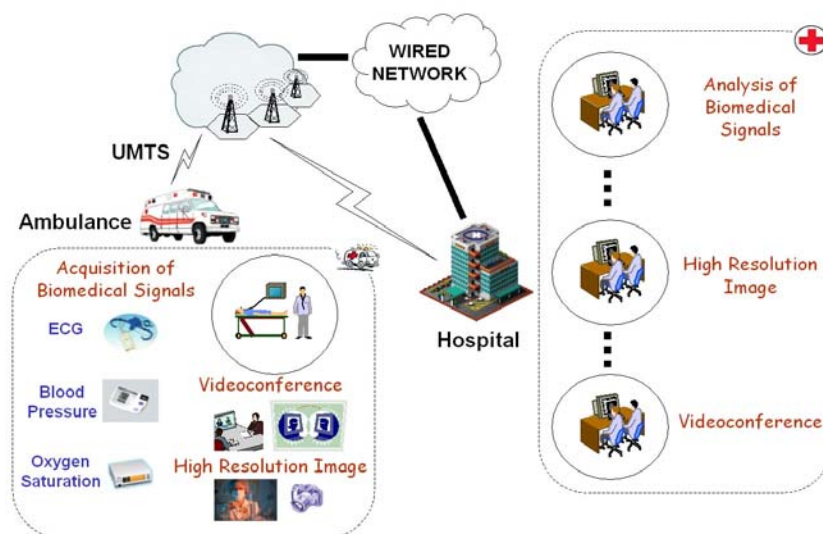 WIRED
NETWORK
UMTS
Ambulance
Hospital
Acquisition of
Biomedical Signals
ECG
Blood
Pressure
Oxygen
Saturation
Videoconference
High Resolution Image
Analysis of
Biomedical
Signals
High Resolution
Image
Videoconference